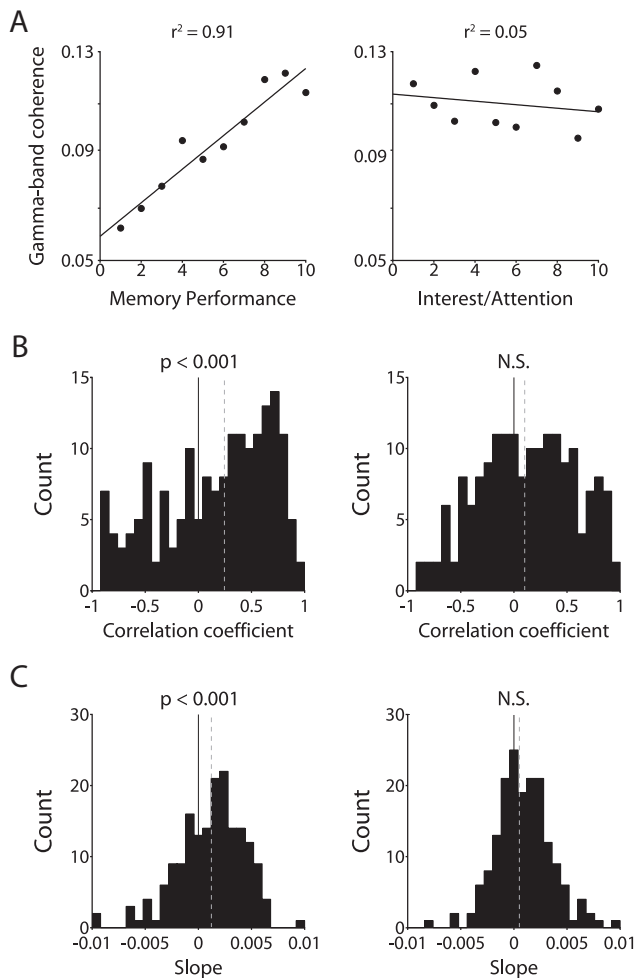 A
r² = 0.91
r² = 0.05
Gamma-band coherence
0.13
0.09
0.05
0 2 4 6 8 10
Memory Performance
0.13
0.09
0.05
0 2 4 6 8 10
Interest/Attention
B
p < 0.001
N.S.
Count
15
10
5
0
-1 -0.5 0 0.5 1
Correlation coefficient
Count
15
10
5
0
-1 -0.5 0 0.5 1
Correlation coefficient
C
p < 0.001
N.S.
Count
30
20
10
0
-0.01 -0.005 0 0.005 0.01
Slope
Count
30
20
10
0
-0.01 -0.005 0 0.005 0.01
Slope